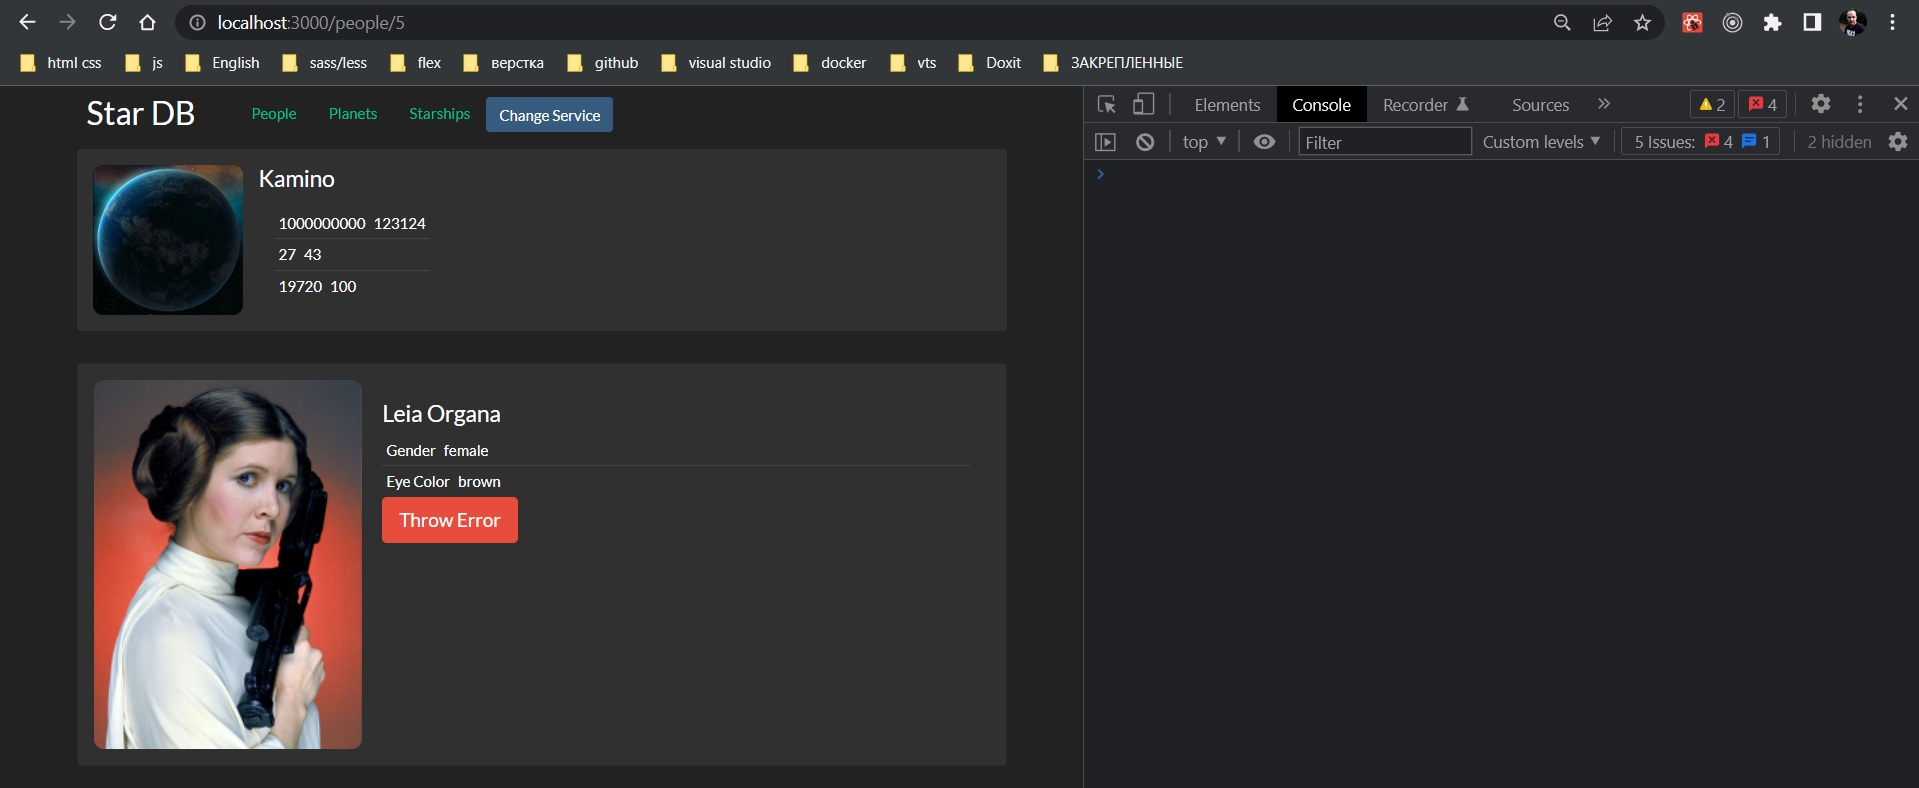 localhost:3000/people/5
html css js English sass/less flex верстка github visual studio docker vts Doxit ЗАКРЕПЛЕННЫЕ
Star DB People Planets Starships Change Service
Kamino
1000000000 123124
27 43
19720 100
Leia Organa
Gender female
Eye Color brown
Throw Error
Elements Console Recorder Sources 2 4
top Filter Custom levels 5 Issues: 4 1 2 hidden